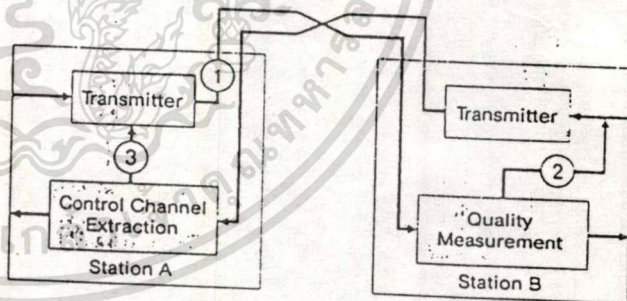 1
Transmitter
Transmitter
3
2
Control Channel
Extraction
Quality
Measurement
Station A
Station B